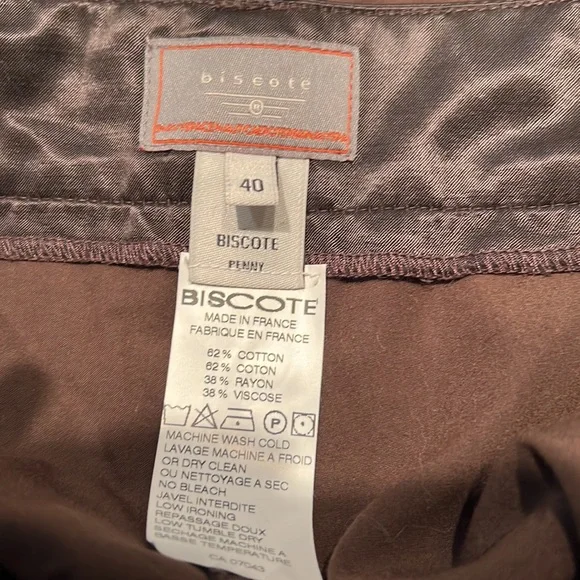 biscote
B
40
BISCOTE
PENNY
BISCOTE
MADE IN FRANCE
FABRIQUE EN FRANCE
62% COTTON
62% COTON
38% RAYON
38% VISCOSE
P
MACHINE WASH COLD
LAVAGE MACHINE A FROID
OR DRY CLEAN
OU NETTOYAGE A SEC
NO BLEACH
JAVEL INTERDITE
LOW IRONING
REPASSAGE DOUX
LOW TUMBLE DRY
SECHAGE MACHINE A
BASSE TEMPERATURE
CA 07043